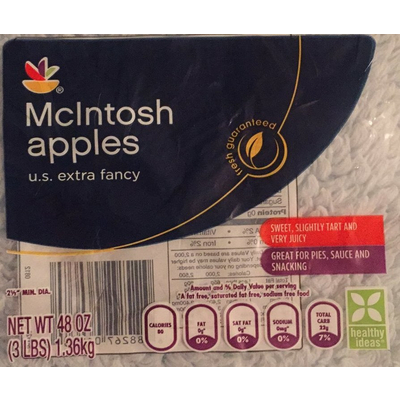 McIntosh
apples
u.s. extra fancy
fresh guaranteed
SWEET, SLIGHTLY TART AND
VERY JUICY
GREAT FOR PIES, SAUCE AND
SNACKING
2½" MIN. DIA.
Amount and % Daily Value per serving
*A fat free, saturated fat free, sodium free food
NET WT 48 OZ
(3 LBS) 1.36kg
CALORIES
80
FAT
0g*
0%
SAT FAT
0g*
0%
SODIUM
0mg*
0%
TOTAL
CARB
22g
7%
healthy
ideas